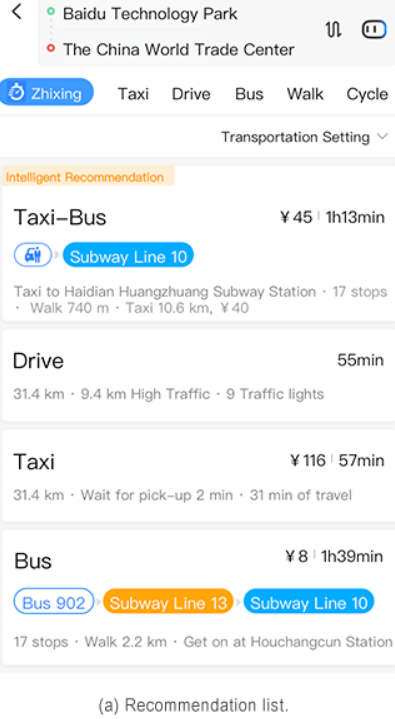 Baidu Technology Park
The China World Trade Center
Zhixing Taxi Drive Bus Walk Cycle
Transportation Setting
Intelligent Recommendation
Taxi-Bus ¥45 1h13min
Subway Line 10
Taxi to Haidian Huangzhuang Subway Station · 17 stops
· Walk 740 m · Taxi 10.6 km, ¥40
Drive 55min
31.4 km · 9.4 km High Traffic · 9 Traffic lights
Taxi ¥116 57min
31.4 km · Wait for pick-up 2 min · 31 min of travel
Bus ¥8 1h39min
Bus 902 Subway Line 13 Subway Line 10
17 stops · Walk 2.2 km · Get on at Houchangcun Station
(a) Recommendation list.